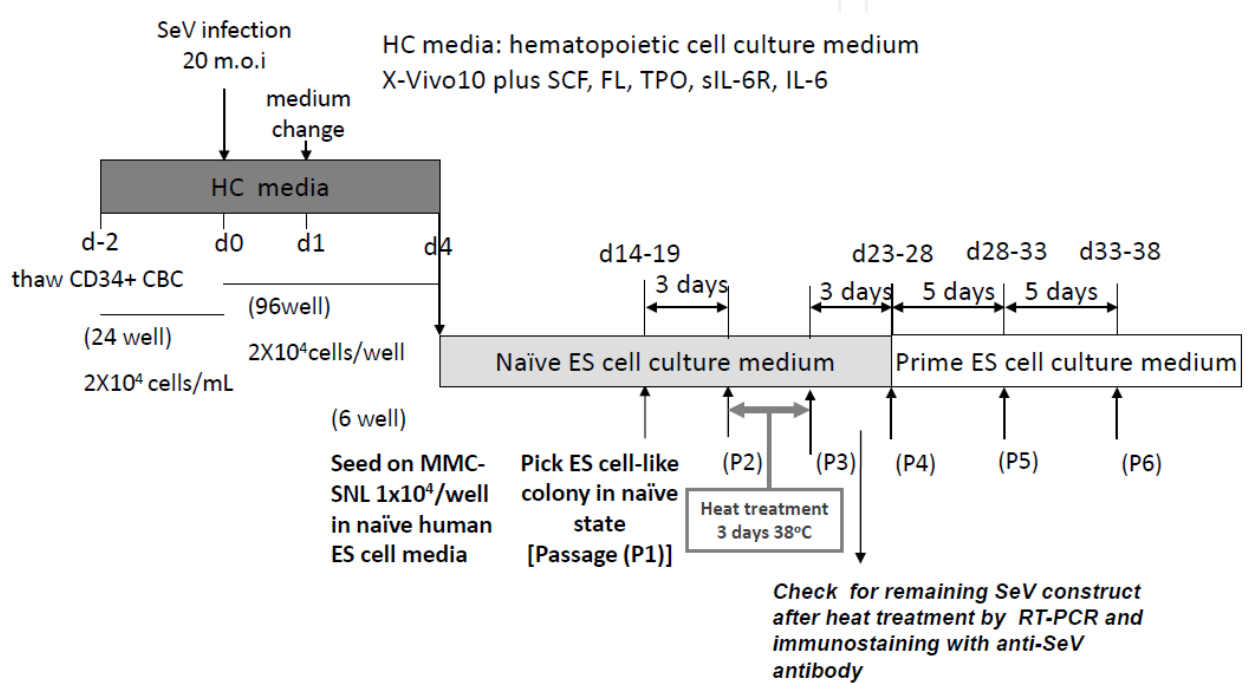 SeV infection
20 m.o.i
HC media: hematopoietic cell culture medium
X-Vivo10 plus SCF, FL, TPO, sIL-6R, IL-6
medium
change
HC media
d-2
d0
d1
d4
thaw CD34+ CBC
(24 well)
2X10⁴ cells/mL
(96well)
2X10⁴cells/well
d14-19
d23-28
d28-33
d33-38
3 days
3 days
5 days
5 days
Naïve ES cell culture medium
Prime ES cell culture medium
(6 well)
Seed on MMC-
SNL 1x10⁴/well
in naïve human
ES cell media
Pick ES cell-like
colony in naïve
state
[Passage (P1)]
(P2)
(P3)
(P4)
(P5)
(P6)
Heat treatment
3 days 38ºC
Check for remaining SeV construct
after heat treatment by RT-PCR and
immunostaining with anti-SeV
antibody